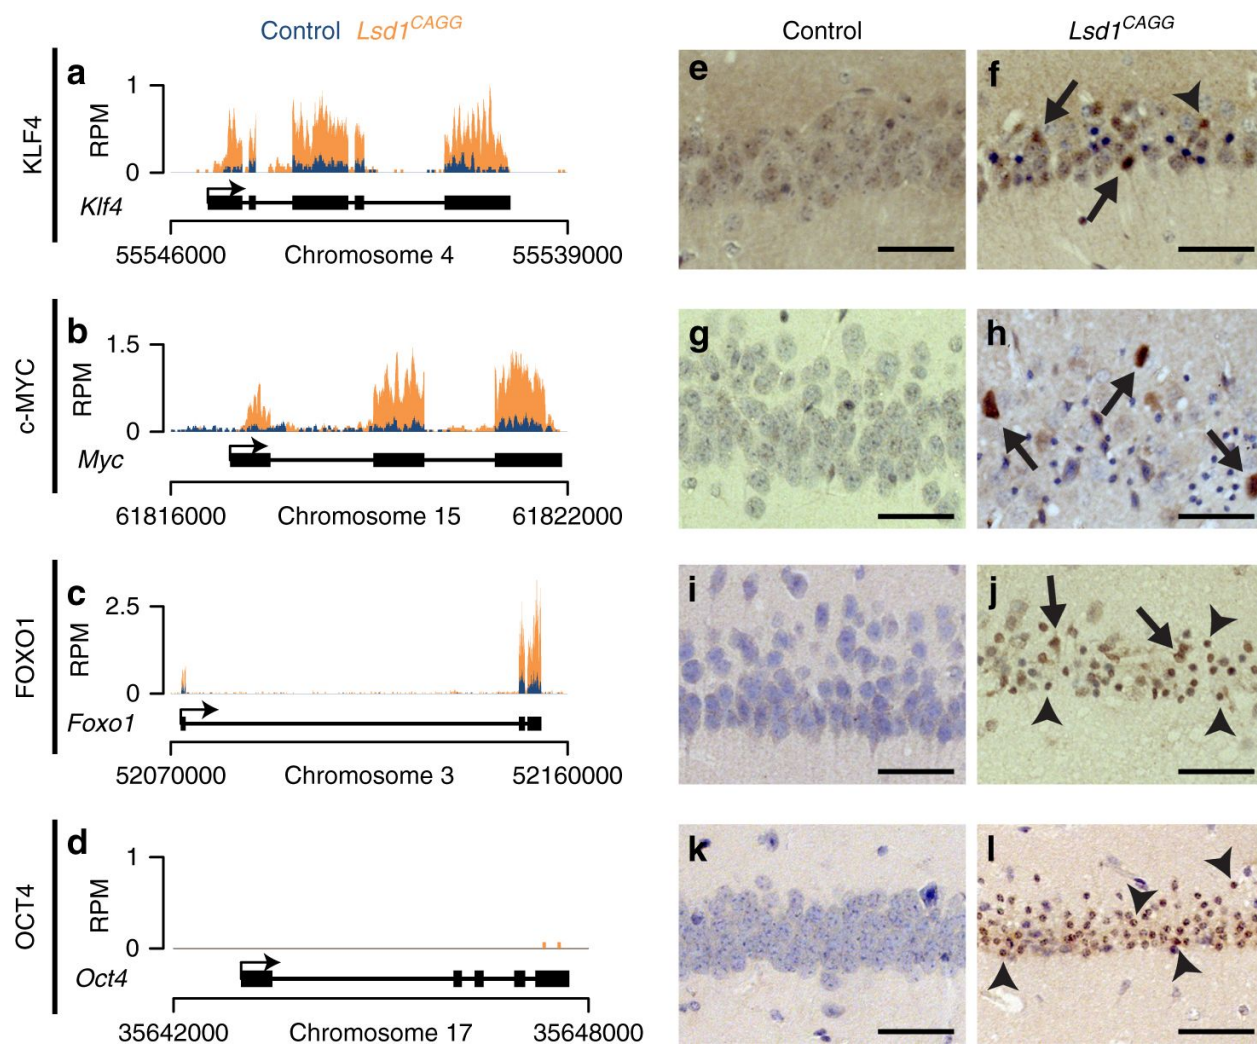 Control Lsd1CAGG Control Lsd1CAGG
KLF4
a
RPM
1
0
Klf4
55546000 Chromosome 4 55539000
e
f
c-MYC
b
RPM
1.5
0
Myc
61816000 Chromosome 15 61822000
g
h
FOXO1
c
RPM
2.5
0
Foxo1
52070000 Chromosome 3 52160000
i
j
OCT4
d
RPM
1
0
Oct4
35642000 Chromosome 17 35648000
k
l